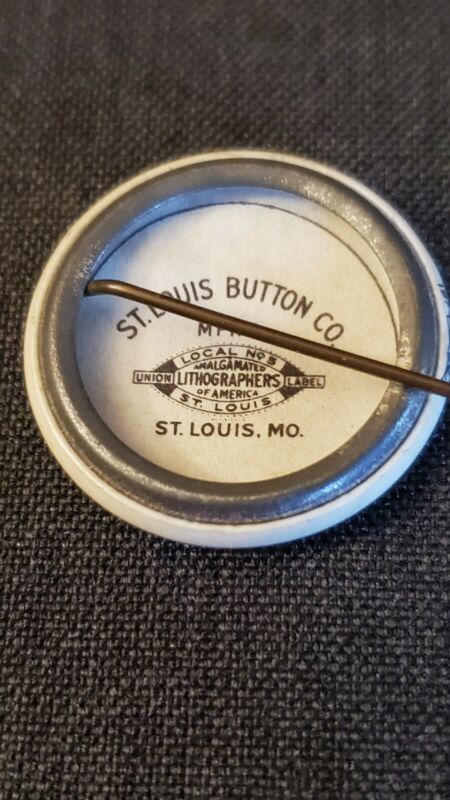 ST. LOUIS BUTTON CO.
LOCAL NO 5
AMALGAMATED
UNION LITHOGRAPHERS LABEL
OF AMERICA
ST. LOUIS
ST. LOUIS, MO.